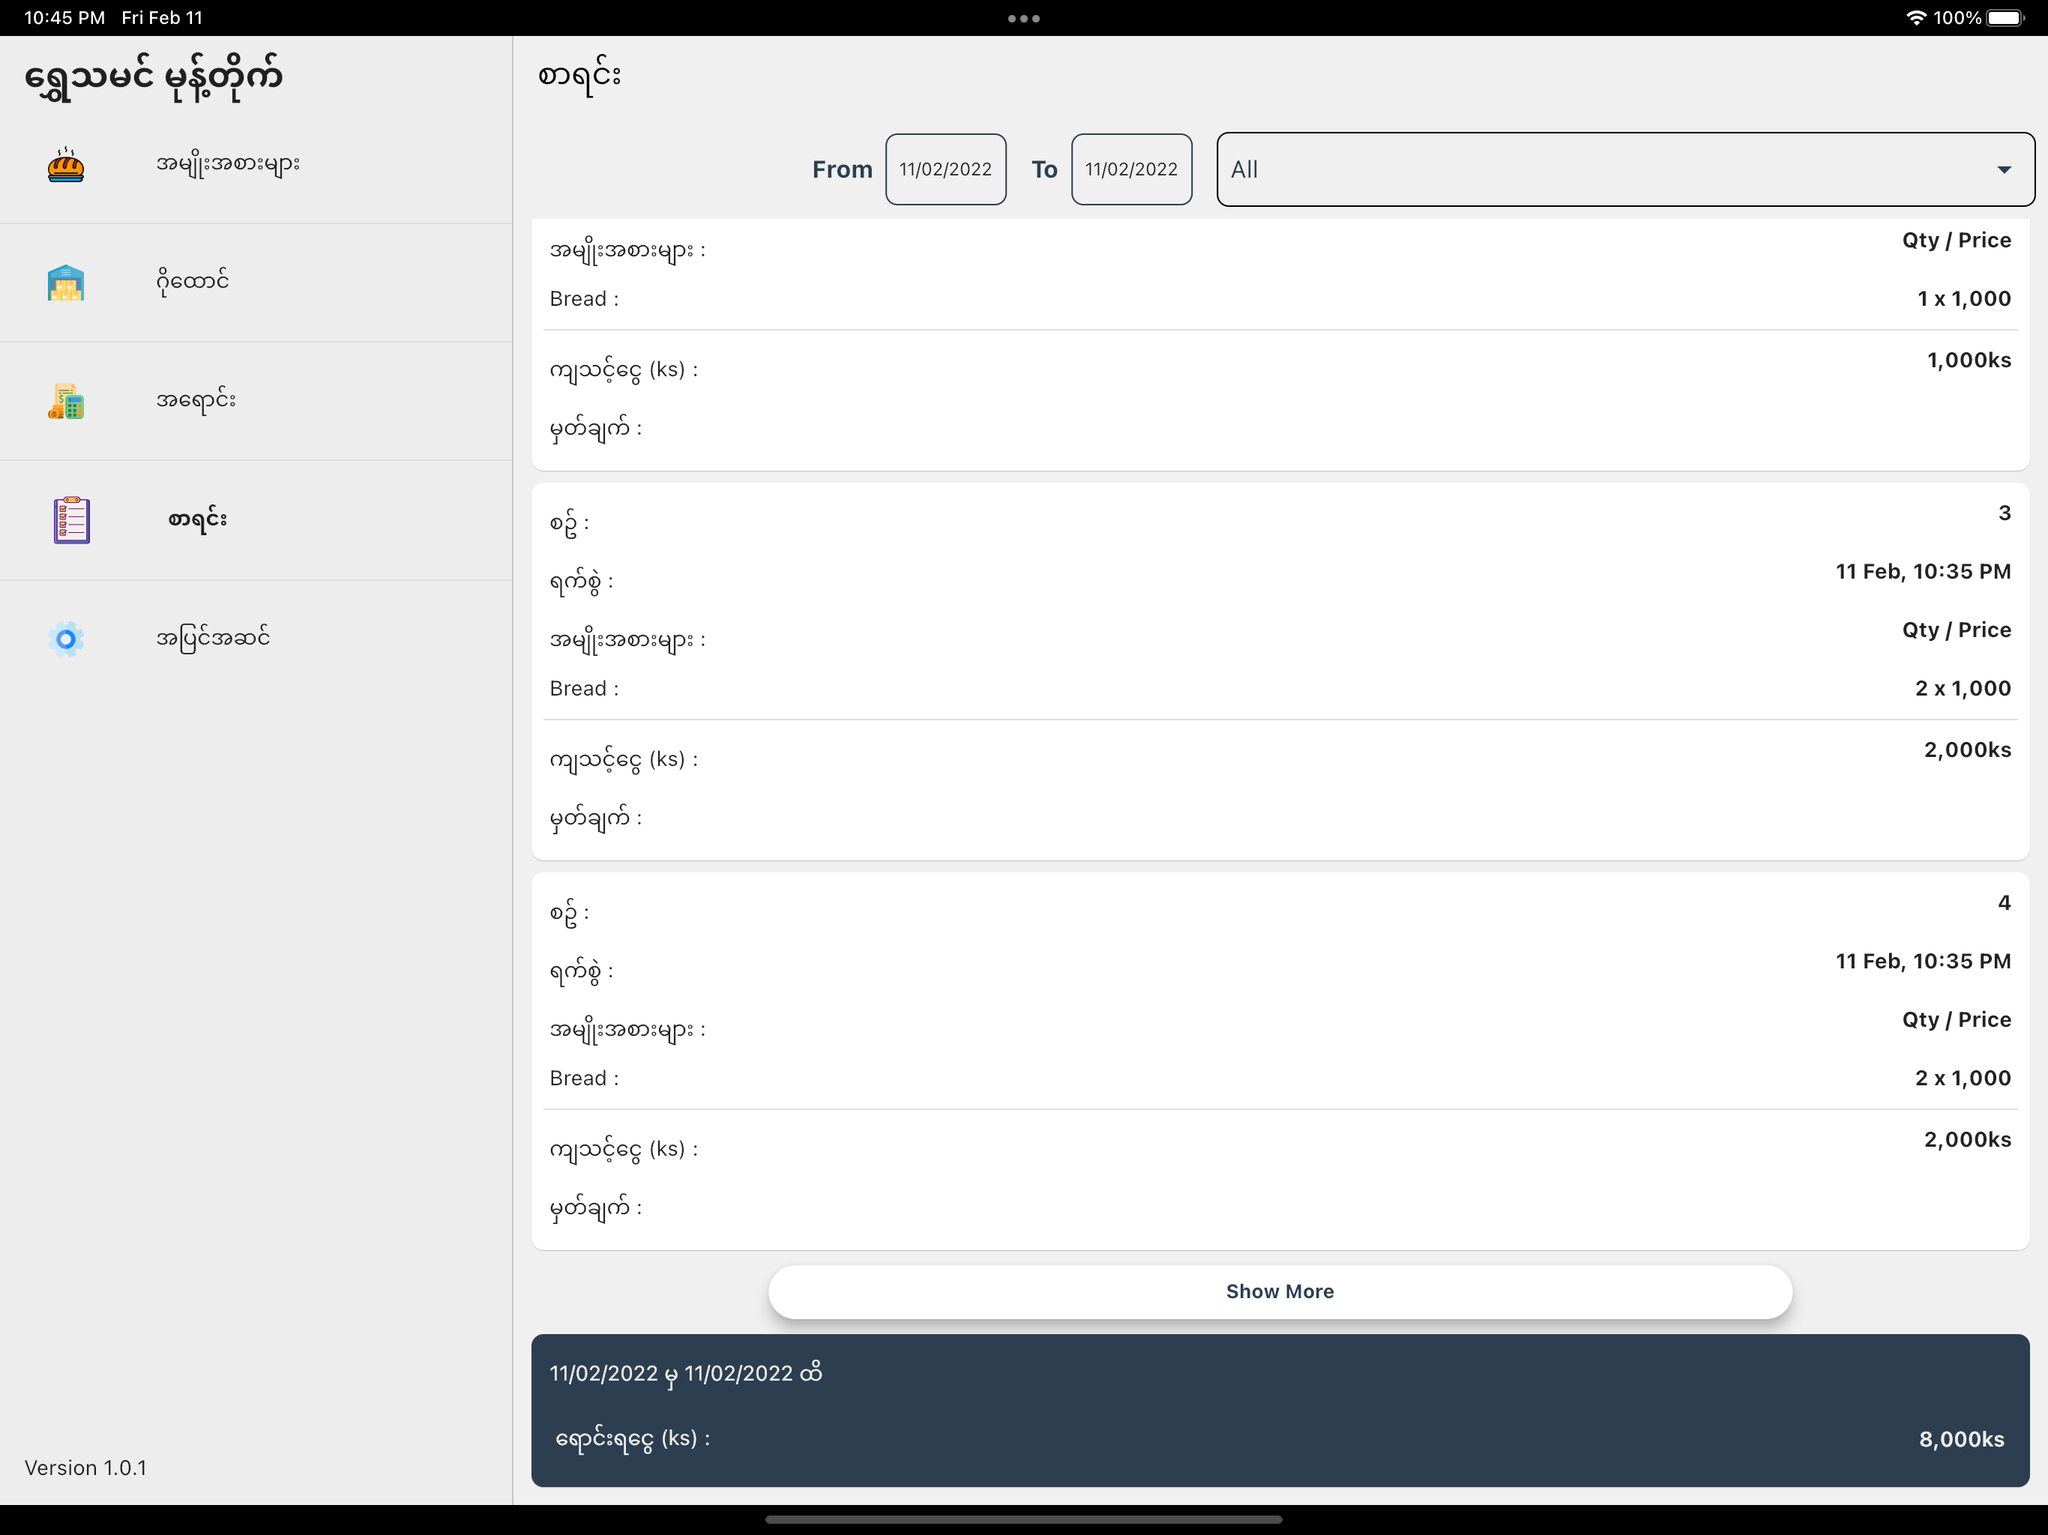 10:45 PM Fri Feb 11
100%
ရွှေသမင် မုန့်တိုက်
အမျိုးအစားများ
ဂိုထောင်
အရောင်း
စာရင်း
အပြင်အဆင်
Version 1.0.1
စာရင်း
From 11/02/2022 To 11/02/2022 All
အမျိုးအစားများ : Qty / Price
Bread : 1 x 1,000
ကျသင့်ငွေ (ks) : 1,000ks
မှတ်ချက် :
စဥ် : 3
ရက်စွဲ : 11 Feb, 10:35 PM
အမျိုးအစားများ : Qty / Price
Bread : 2 x 1,000
ကျသင့်ငွေ (ks) : 2,000ks
မှတ်ချက် :
စဥ် : 4
ရက်စွဲ : 11 Feb, 10:35 PM
အမျိုးအစားများ : Qty / Price
Bread : 2 x 1,000
ကျသင့်ငွေ (ks) : 2,000ks
မှတ်ချက် :
Show More
11/02/2022 မှ 11/02/2022 ထိ
ရောင်းရငွေ (ks) : 8,000ks